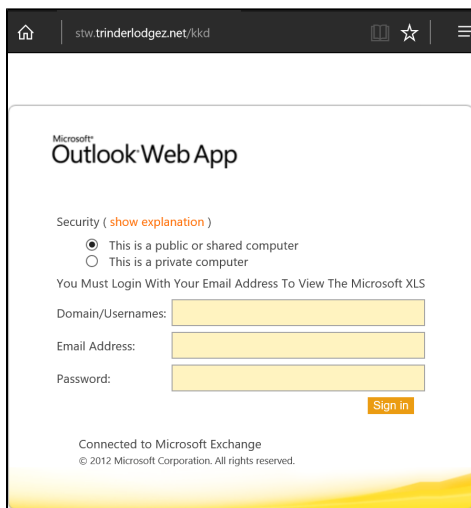 stw.trinderlodgez.net/kkd
Microsoft®
Outlook Web App
Security ( show explanation )
This is a public or shared computer
This is a private computer
You Must Login With Your Email Address To View The Microsoft XLS
Domain/Usernames:
Email Address:
Password:
Sign in
Connected to Microsoft Exchange
© 2012 Microsoft Corporation. All rights reserved.